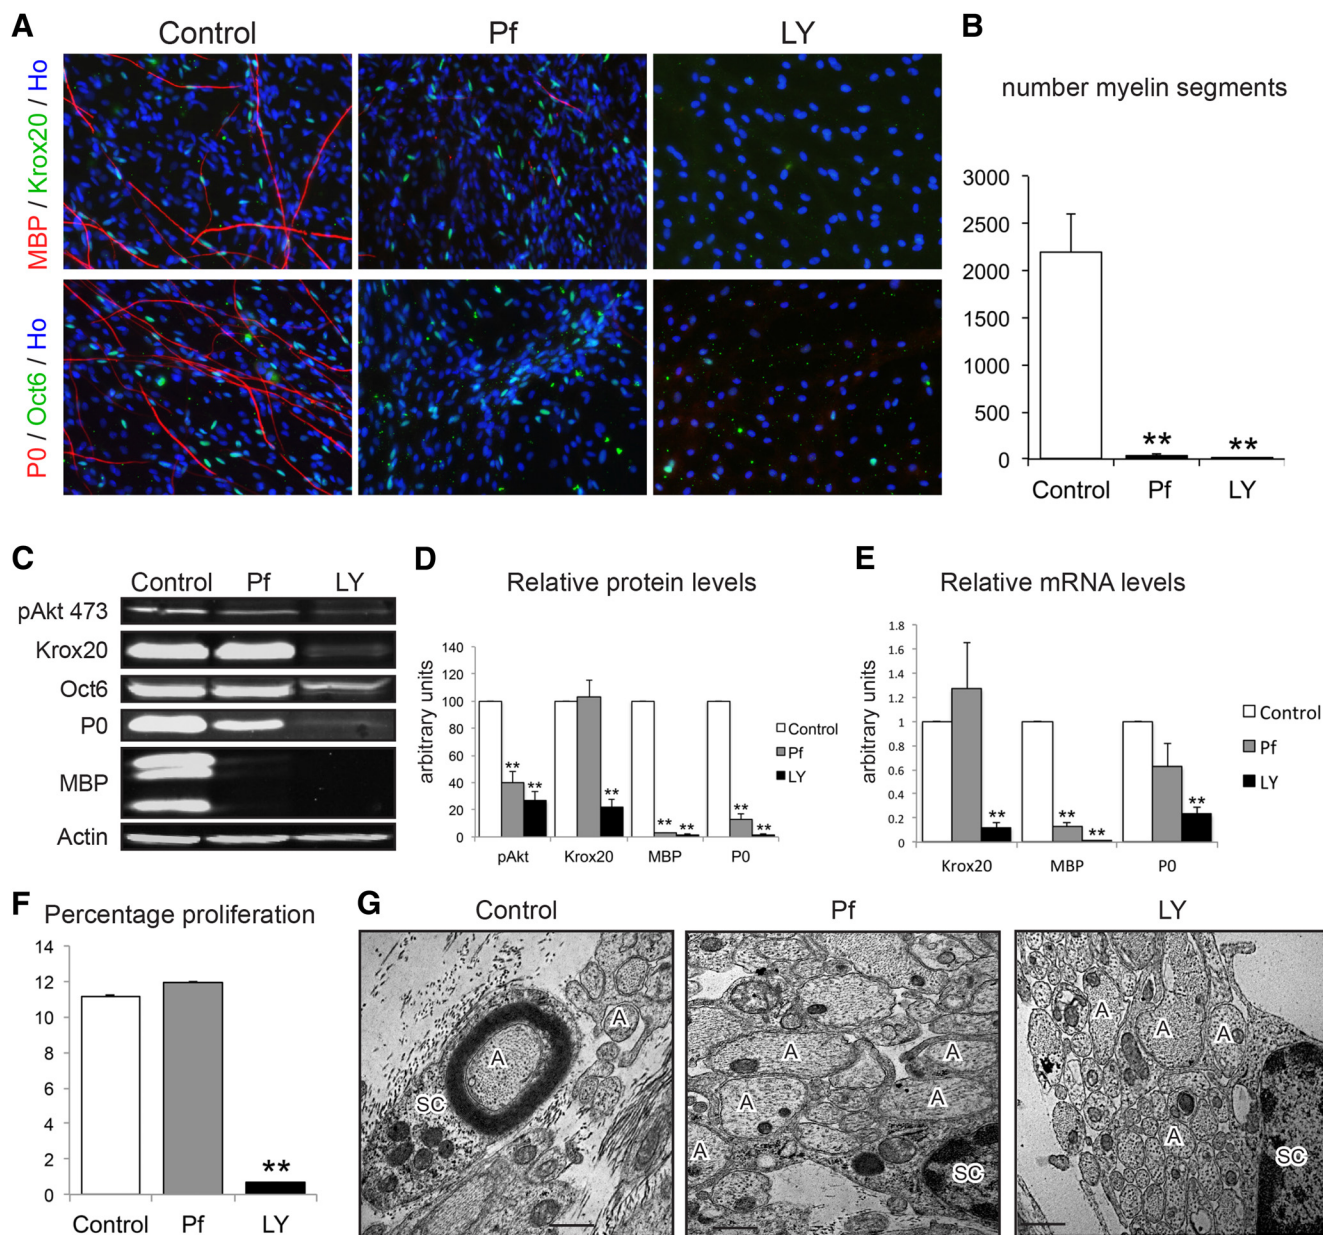 A
Control
Pf
LY
MBP / Krox20 / Ho
P0 / Oct6 / Ho
B
number myelin segments
3000
2500
2000
1500
1000
500
0
**
**
Control
Pf
LY
C
Control
Pf
LY
pAkt 473
Krox20
Oct6
P0
MBP
Actin
D
Relative protein levels
arbitrary units
140
120
100
80
60
40
20
0
**
**
**
**
**
**
**
pAkt
Krox20
MBP
P0
Control
Pf
LY
E
Relative mRNA levels
arbitrary units
1.8
1.6
1.4
1.2
1
0.8
0.6
0.4
0.2
0
**
**
**
**
Krox20
MBP
P0
Control
Pf
LY
F
Percentage proliferation
14
12
10
8
6
4
2
0
**
Control
Pf
LY
G
Control
Pf
LY
A
A
SC
A
A
A
A
A
SC
A
A
A
A
SC